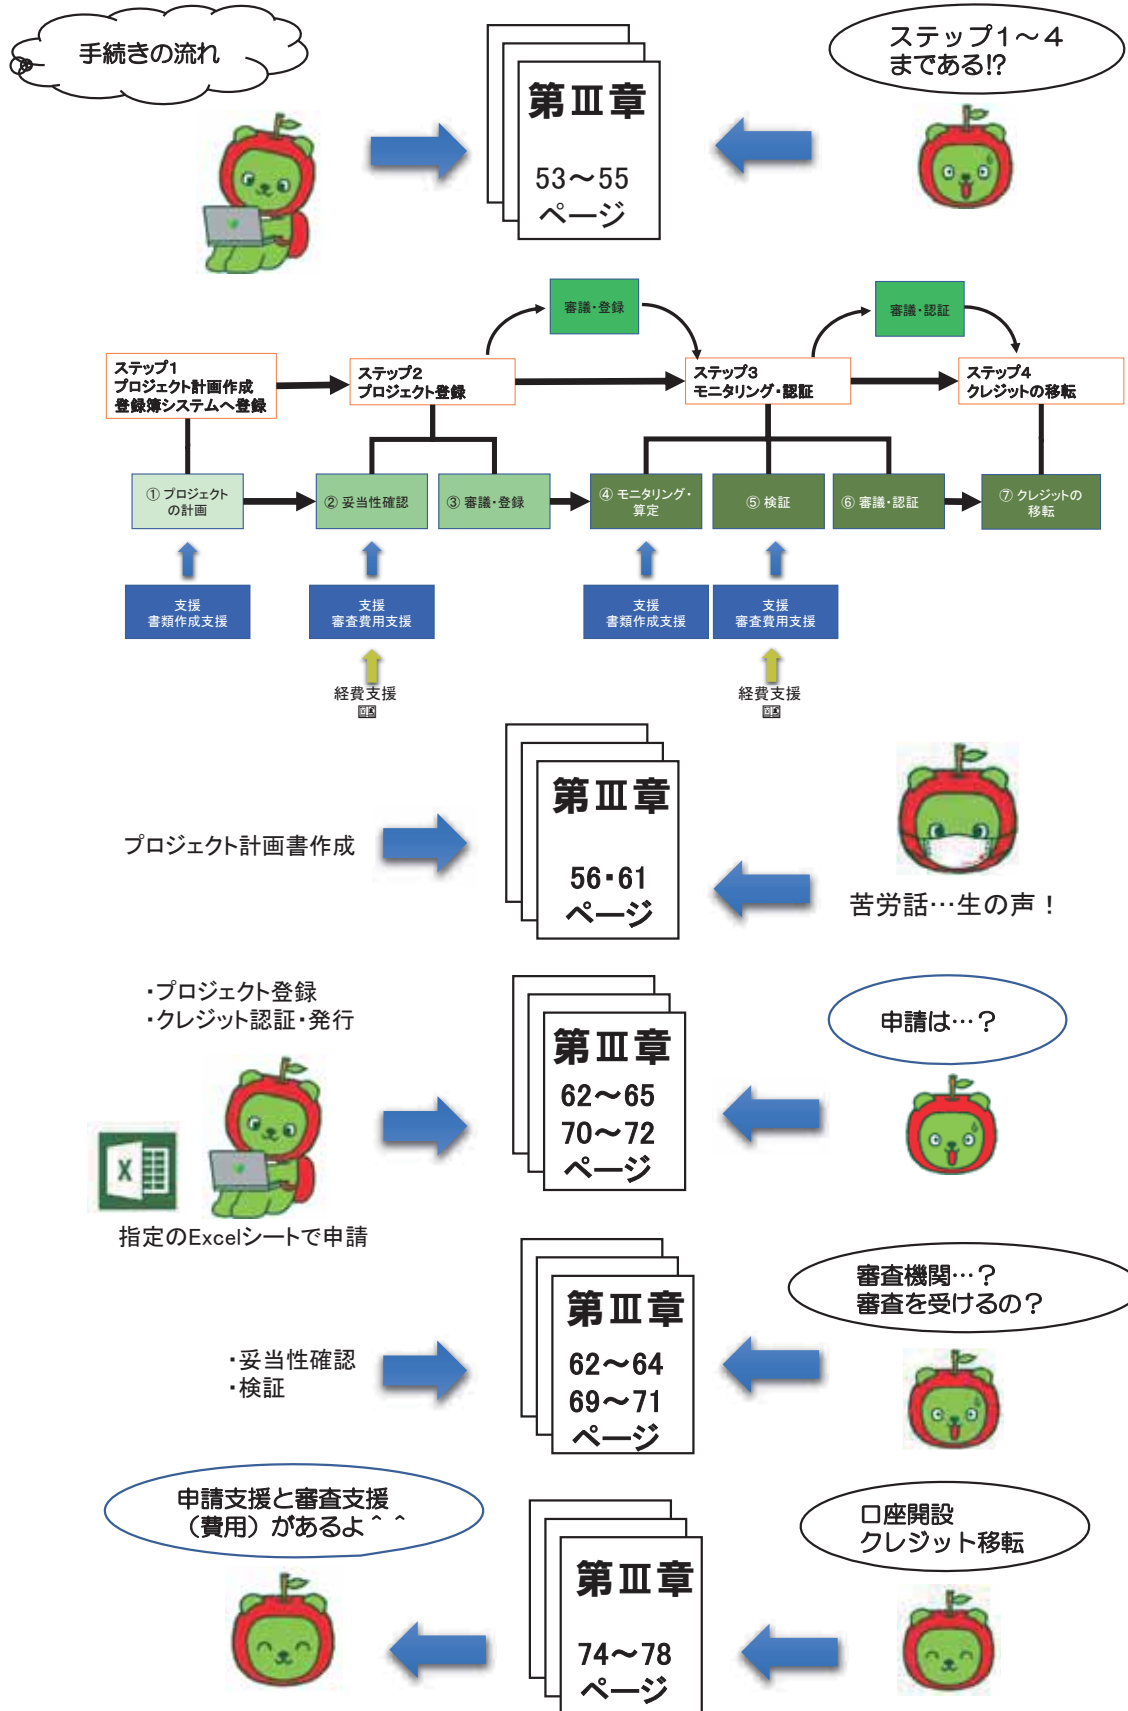 手続きの流れ
第Ⅲ章
53～55
ページ
ステップ1～4
まである!?
審議・登録
審議・認証
ステップ1
プロジェクト計画作成
登録簿システムへ登録
ステップ2
プロジェクト登録
ステップ3
モニタリング・認証
ステップ4
クレジットの移転
① プロジェクト
の計画
② 妥当性確認
③ 審議・登録
④ モニタリング・
算定
⑤ 検証
⑥ 審議・認証
⑦ クレジットの
移転
支援
書類作成支援
支援
審査費用支援
支援
書類作成支援
支援
審査費用支援
経費支援
経費支援
プロジェクト計画書作成
第Ⅲ章
56・61
ページ
苦労話…生の声！
・プロジェクト登録
・クレジット認証・発行
X
指定のExcelシートで申請
第Ⅲ章
62～65
70～72
ページ
申請は…？
・妥当性確認
・検証
第Ⅲ章
62～64
69～71
ページ
審査機関…？
審査を受けるの？
申請支援と審査支援
（費用）があるよ＾＾
第Ⅲ章
74～78
ページ
口座開設
クレジット移転